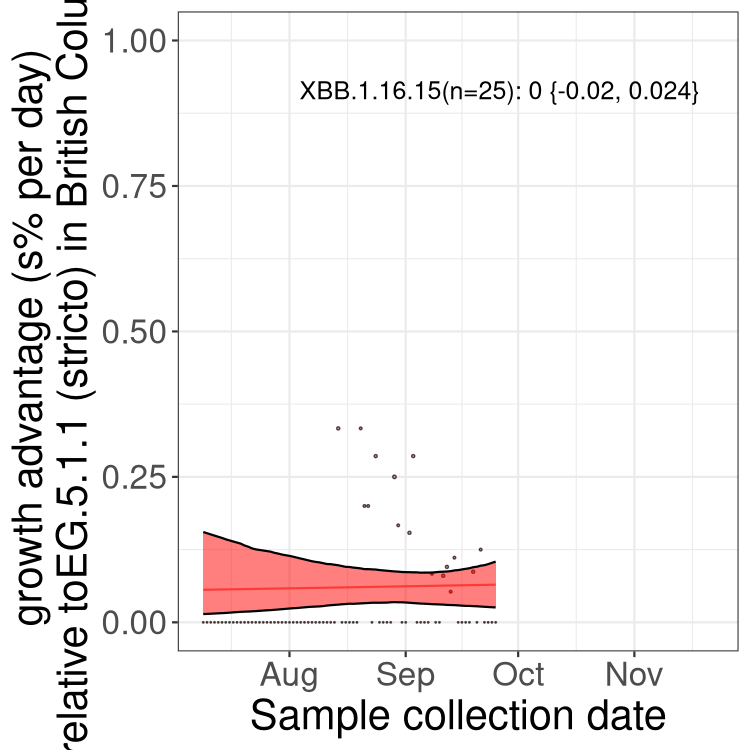 growth advantage (s% per day)
relative toEG.5.1.1 (stricto) in British Colu
1.00
0.75
0.50
0.25
0.00
XBB.1.16.15(n=25): 0 {-0.02, 0.024}
Aug Sep Oct Nov
Sample collection date